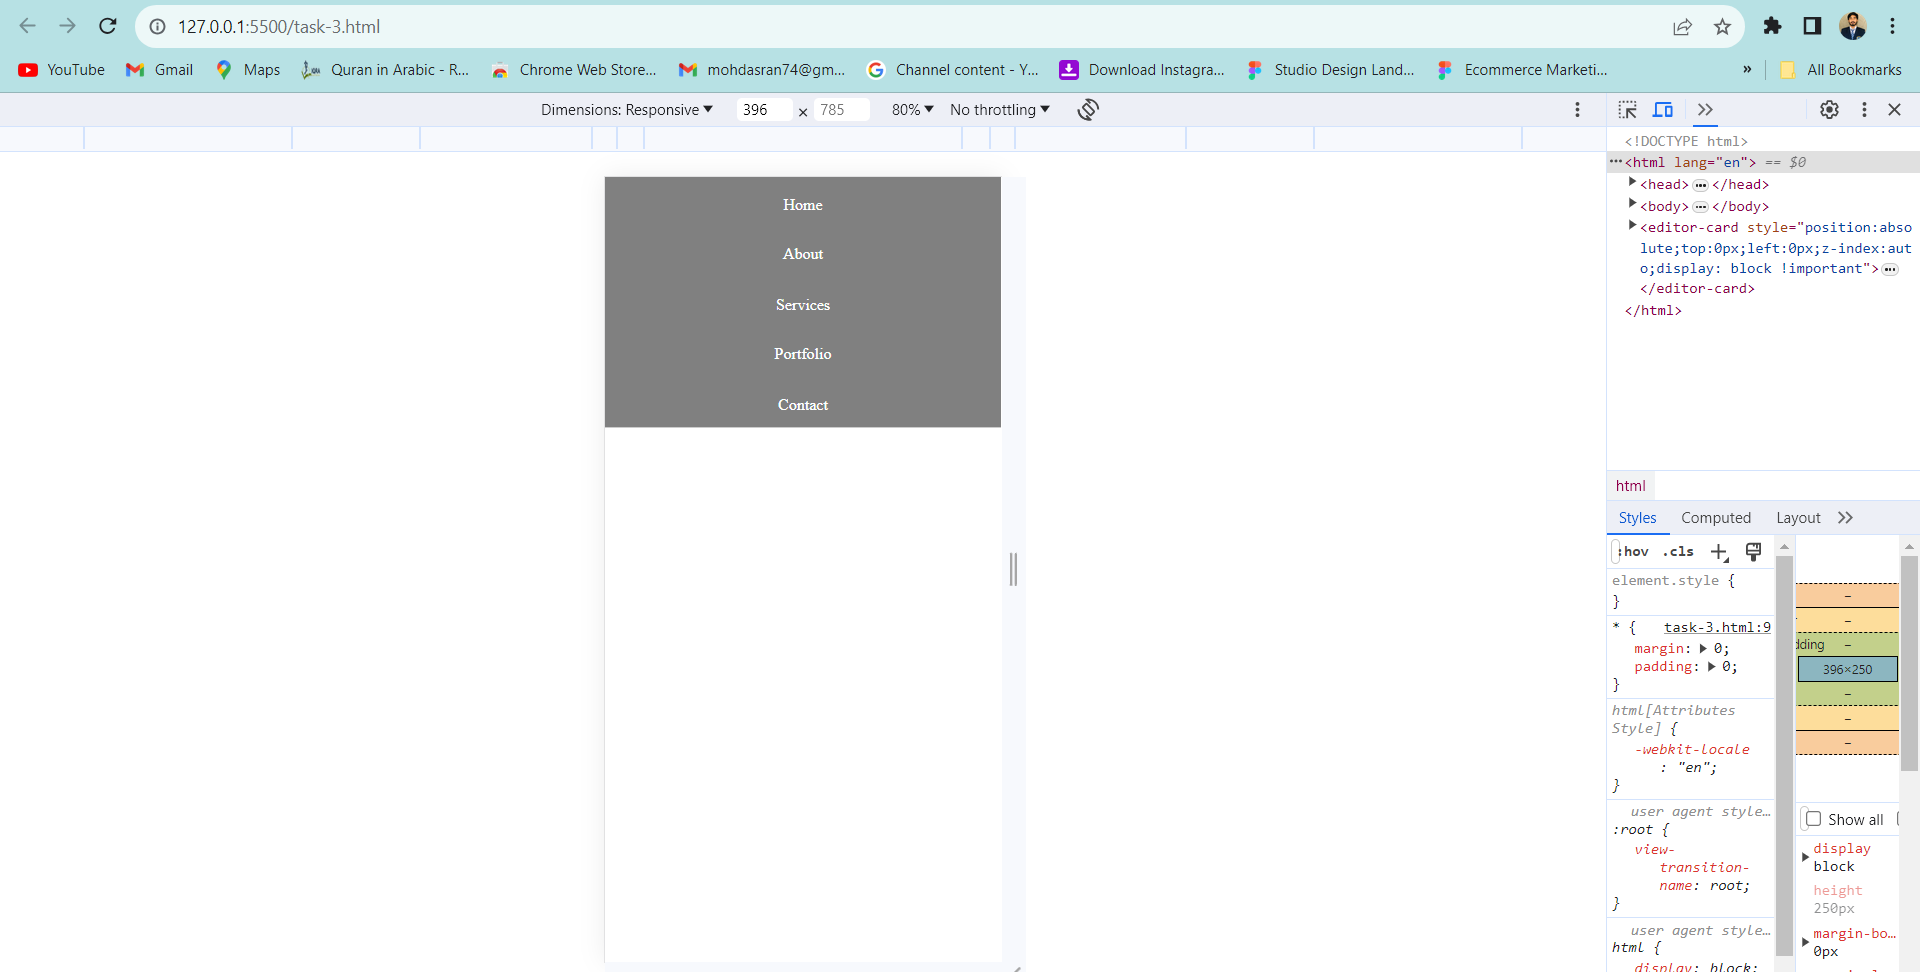 127.0.0.1:5500/task-3.html
YouTube Gmail Maps Quran in Arabic - R... Chrome Web Store... mohdasran74@gm... Channel content - Y... Download Instagra... Studio Design Land... Ecommerce Marketi... » All Bookmarks
Dimensions: Responsive 396 × 785 80% No throttling
Home
About
Services
Portfolio
Contact
<!DOCTYPE html>
<html lang="en"> == $0
<head> ... </head>
<body> ... </body>
<editor-card style="position:abso
lute;top:0px;left:0px;z-index:aut
o;display: block !important"> ...
</editor-card>
</html>
html
Styles Computed Layout
:hov .cls
element.style {
}
* { task-3.html:9
margin: 0;
padding: 0;
}
html[Attributes
Style] {
-webkit-locale
: "en";
}
user agent style…
:root {
view-
transition-
name: root;
}
user agent style…
html {
display: block;
–
–
dding –
396×250
–
–
–
Show all
display
block
height
250px
margin-bo…
0px